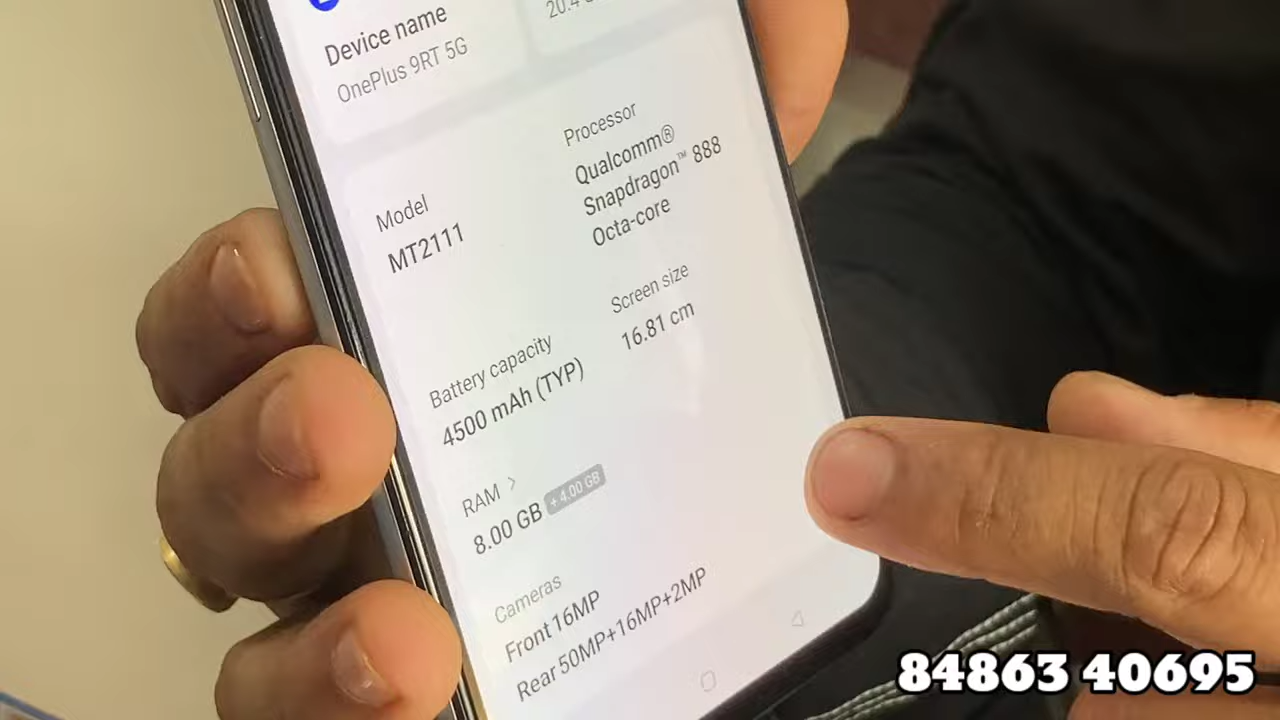 Device name
OnePlus 9RT 5G
20.4
Processor
Qualcomm®
Snapdragon™ 888
Octa-core
Model
MT2111
Screen size
16.81 cm
Battery capacity
4500 mAh (TYP)
RAM >
8.00 GB + 4.00 GB
Cameras
Front 16MP
Rear 50MP+16MP+2MP
84863 40695